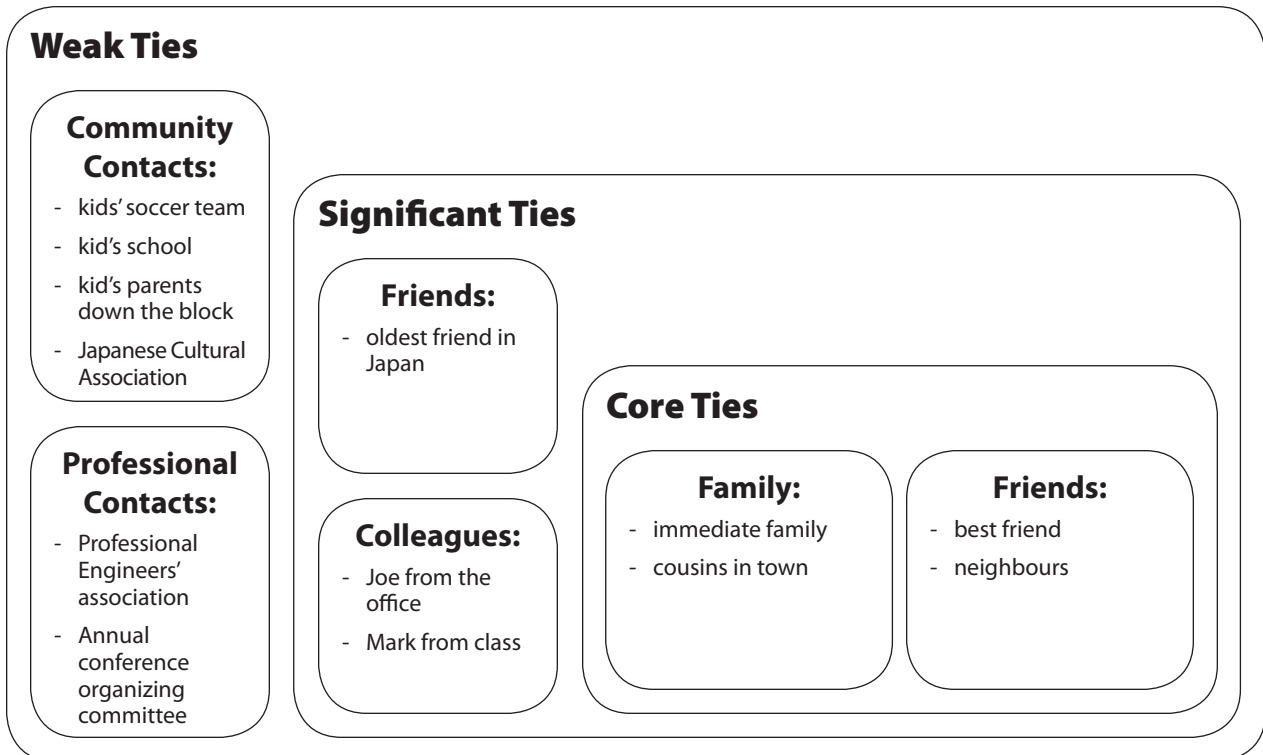 Weak Ties
Community
Contacts:
- kids’ soccer team
- kid’s school
- kid’s parents
down the block
- Japanese Cultural
Association
Professional
Contacts:
- Professional
Engineers’
association
- Annual
conference
organizing
committee
Significant Ties
Friends:
- oldest friend in
Japan
Colleagues:
- Joe from the
office
- Mark from class
Core Ties
Family:
- immediate family
- cousins in town
Friends:
- best friend
- neighbours